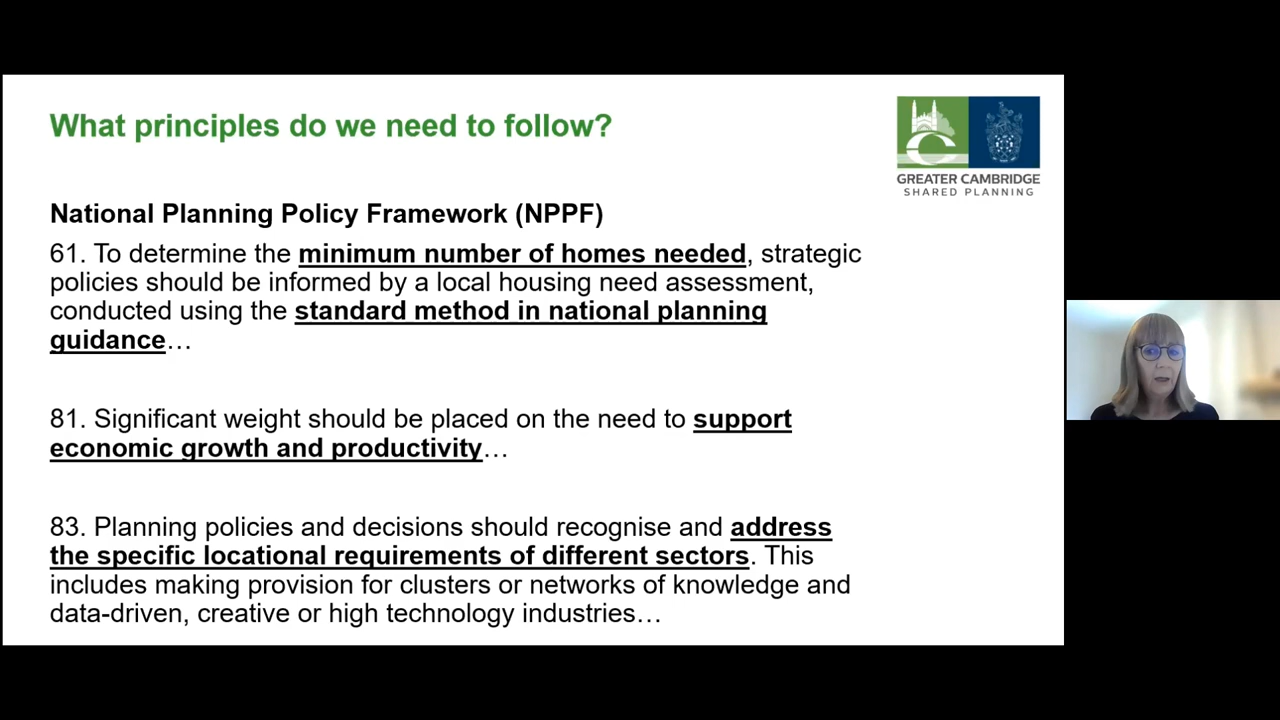 What principles do we need to follow?
GREATER CAMBRIDGE
SHARED PLANNING
National Planning Policy Framework (NPPF)
61. To determine the minimum number of homes needed, strategic
policies should be informed by a local housing need assessment,
conducted using the standard method in national planning
guidance…
81. Significant weight should be placed on the need to support
economic growth and productivity…
83. Planning policies and decisions should recognise and address
the specific locational requirements of different sectors. This
includes making provision for clusters or networks of knowledge and
data-driven, creative or high technology industries…